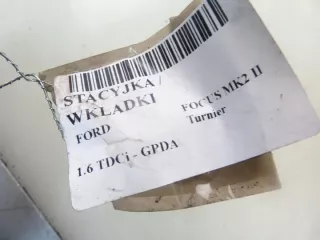 STACYJKA /
WKLADKI
FORD
FOCUS MK2 II
Turnier
1.6 TDCi - GPDA